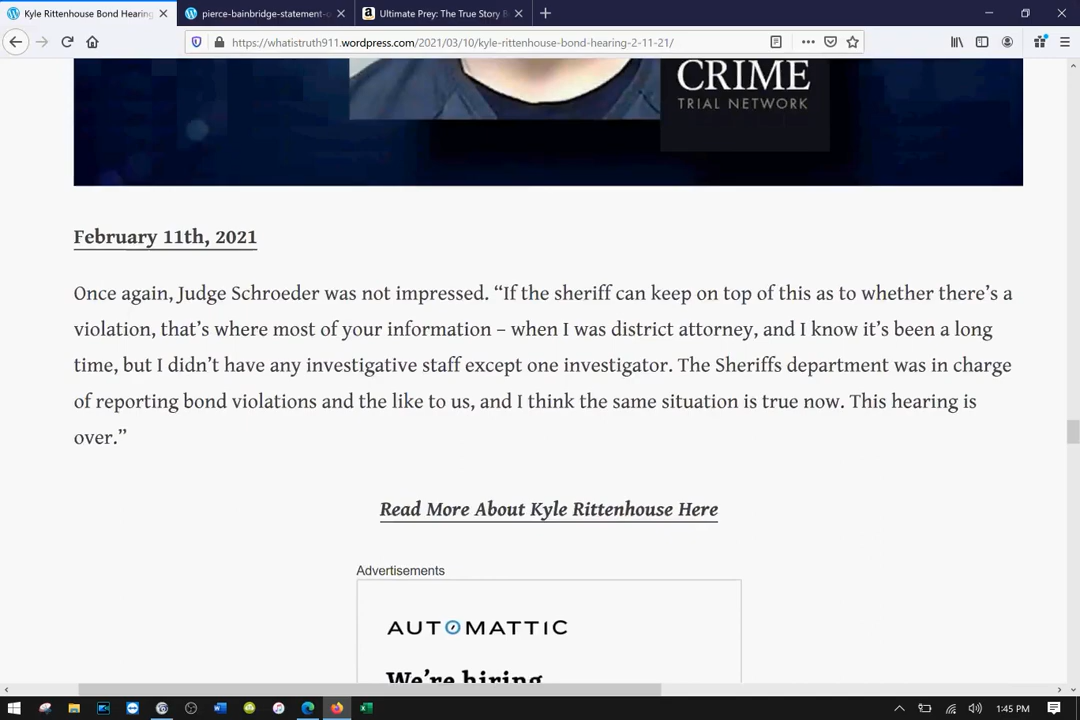 Kyle Rittenhouse Bond Hearing
pierce-bainbridge-statement-o
Ultimate Prey: The True Story B
https://whatistruth911.wordpress.com/2021/03/10/kyle-rittenhouse-bond-hearing-2-11-21/
CRIME
TRIAL NETWORK
February 11th, 2021
Once again, Judge Schroeder was not impressed. “If the sheriff can keep on top of this as to whether there’s a
violation, that’s where most of your information – when I was district attorney, and I know it’s been a long
time, but I didn’t have any investigative staff except one investigator. The Sheriffs department was in charge
of reporting bond violations and the like to us, and I think the same situation is true now. This hearing is
over.”
Read More About Kyle Rittenhouse Here
Advertisements
AUTOMATTIC
We’re hiring
1:45 PM